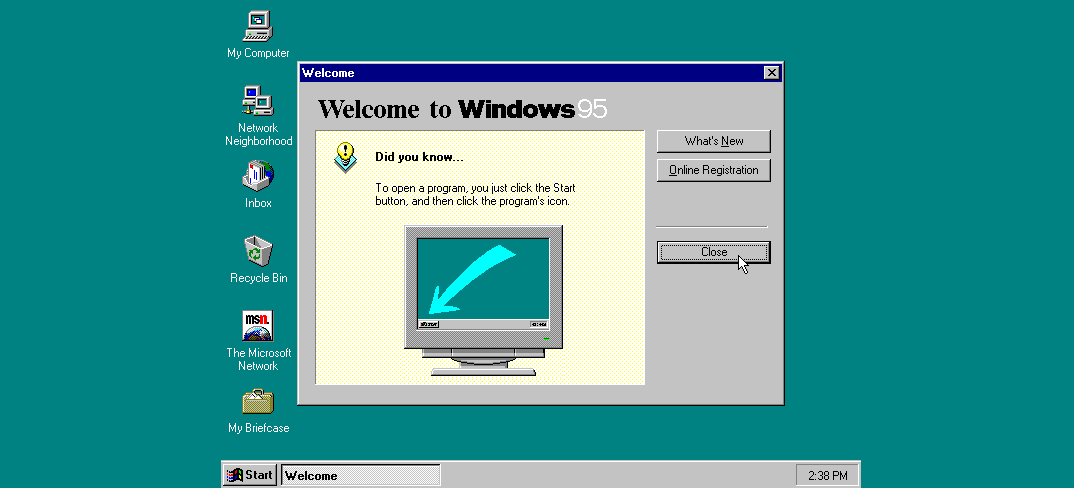 My Computer
Network
Neighborhood
Inbox
Recycle Bin
msn.
The Microsoft
Network
My Briefcase
Welcome
Welcome to Windows95
Did you know...
To open a program, you just click the Start
button, and then click the program's icon.
What's New
Online Registration
Close
Start
Welcome
2:38 PM